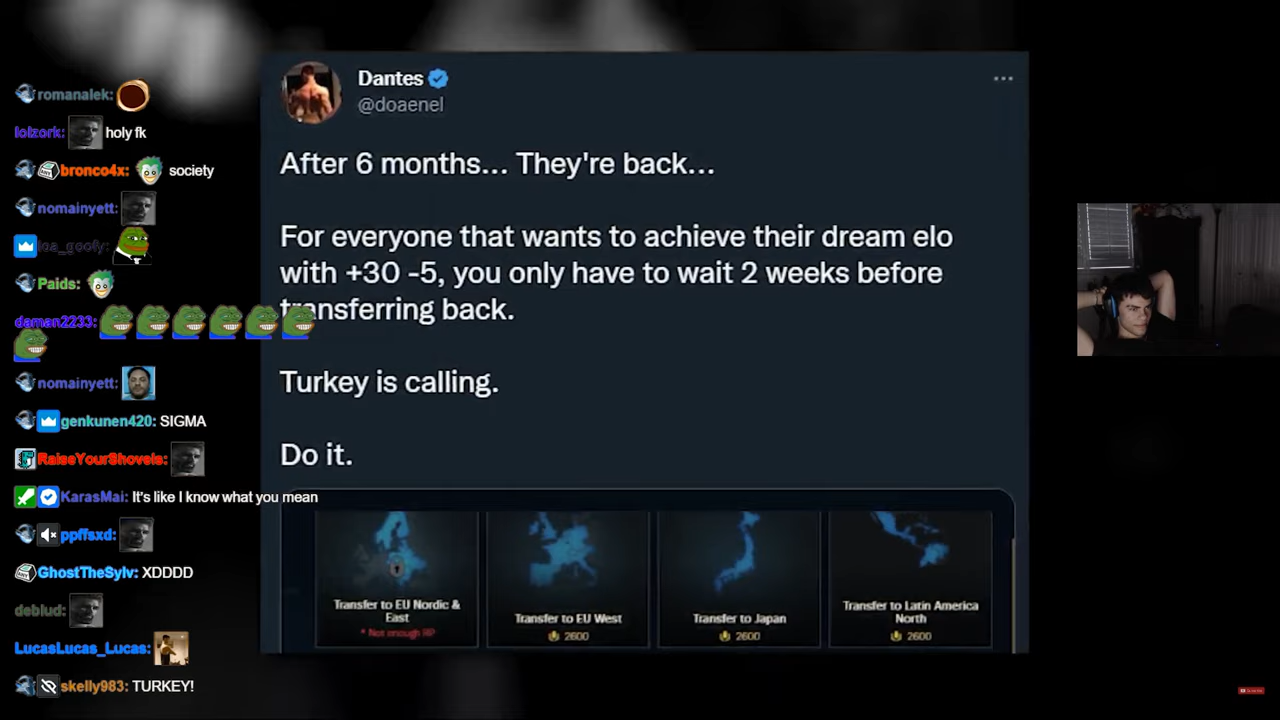 romanalek:
lolzork: holy fk
bronco4x: society
nomainyett:
Paids:
daman2233:
nomainyett:
genkunen420: SIGMA
RaiseYourShovels:
KarasMai: It's like I know what you mean
ppffsxd:
GhostTheSylv: XDDDD
deblud:
LucasLucas_Lucas:
skelly983: TURKEY!
Dantes
@doaenel
After 6 months... They're back...
For everyone that wants to achieve their dream elo
with +30 -5, you only have to wait 2 weeks before
transferring back.
Turkey is calling.
Do it.
Transfer to EU Nordic &
East
* Not enough RP
Transfer to EU West
2600
Transfer to Japan
2600
Transfer to Latin America
North
2600